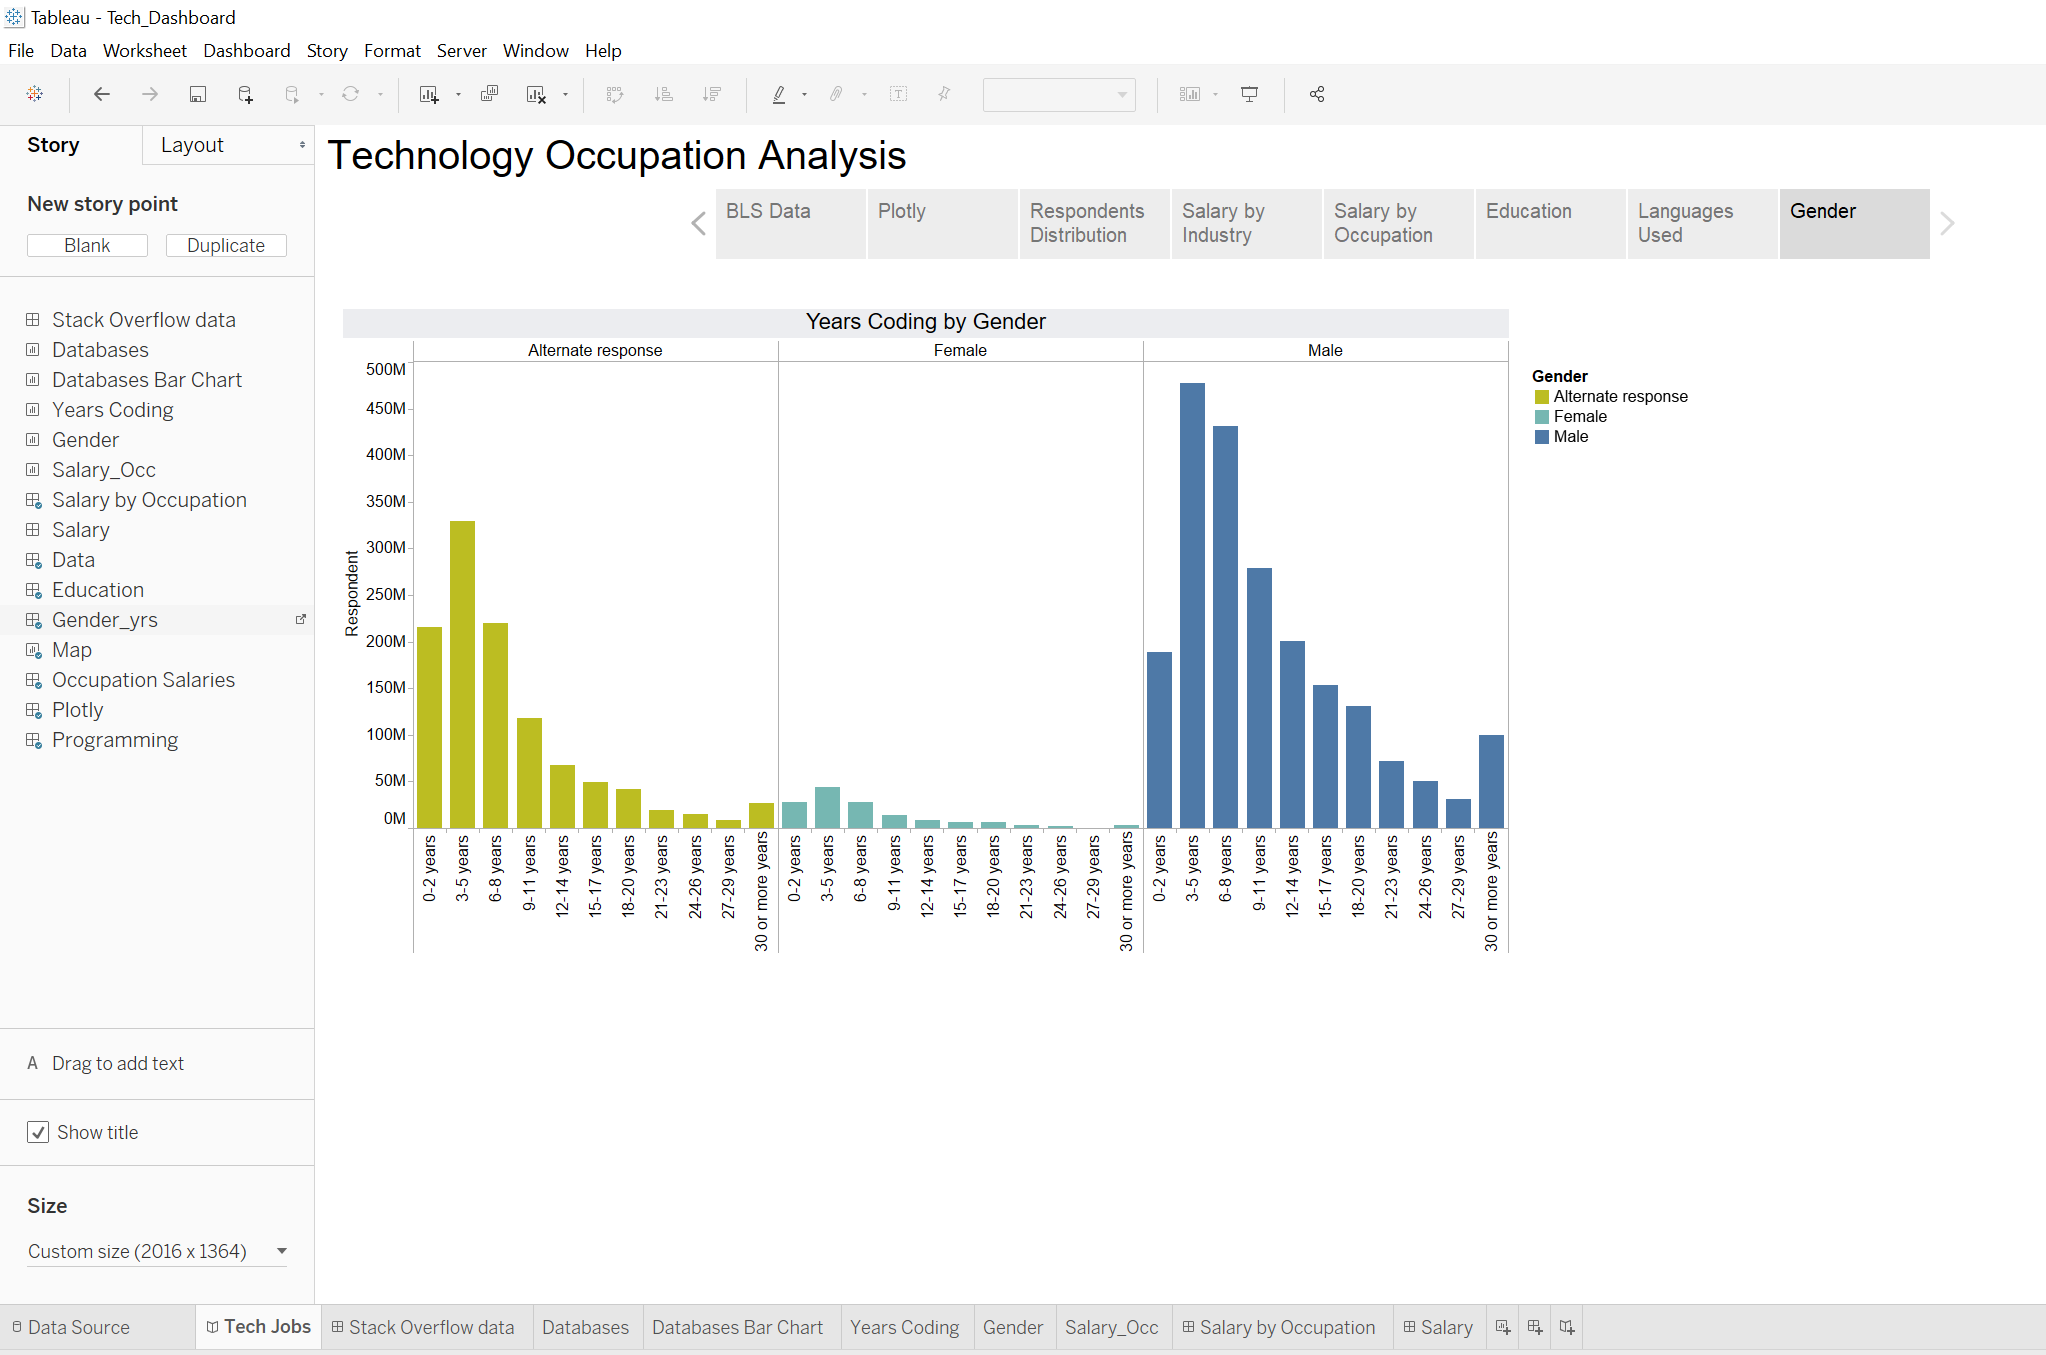 Tableau - Tech_Dashboard
File Data Worksheet Dashboard Story Format Server Window Help
Story
Layout
New story point
Blank
Duplicate
Stack Overflow data
Databases
Databases Bar Chart
Years Coding
Gender
Salary_Occ
Salary by Occupation
Salary
Data
Education
Gender_yrs
Map
Occupation Salaries
Plotly
Programming
A Drag to add text
Show title
Size
Custom size (2016 x 1364)
Technology Occupation Analysis
BLS Data
Plotly
Respondents
Distribution
Salary by
Industry
Salary by
Occupation
Education
Languages
Used
Gender
Years Coding by Gender
Alternate response
Female
Male
500M
450M
400M
350M
300M
250M
200M
150M
100M
50M
0M
Respondent
0-2 years
3-5 years
6-8 years
9-11 years
12-14 years
15-17 years
18-20 years
21-23 years
24-26 years
27-29 years
30 or more years
0-2 years
3-5 years
6-8 years
9-11 years
12-14 years
15-17 years
18-20 years
21-23 years
24-26 years
27-29 years
30 or more years
0-2 years
3-5 years
6-8 years
9-11 years
12-14 years
15-17 years
18-20 years
21-23 years
24-26 years
27-29 years
30 or more years
Gender
Alternate response
Female
Male
Data Source
Tech Jobs
Stack Overflow data
Databases
Databases Bar Chart
Years Coding
Gender
Salary_Occ
Salary by Occupation
Salary